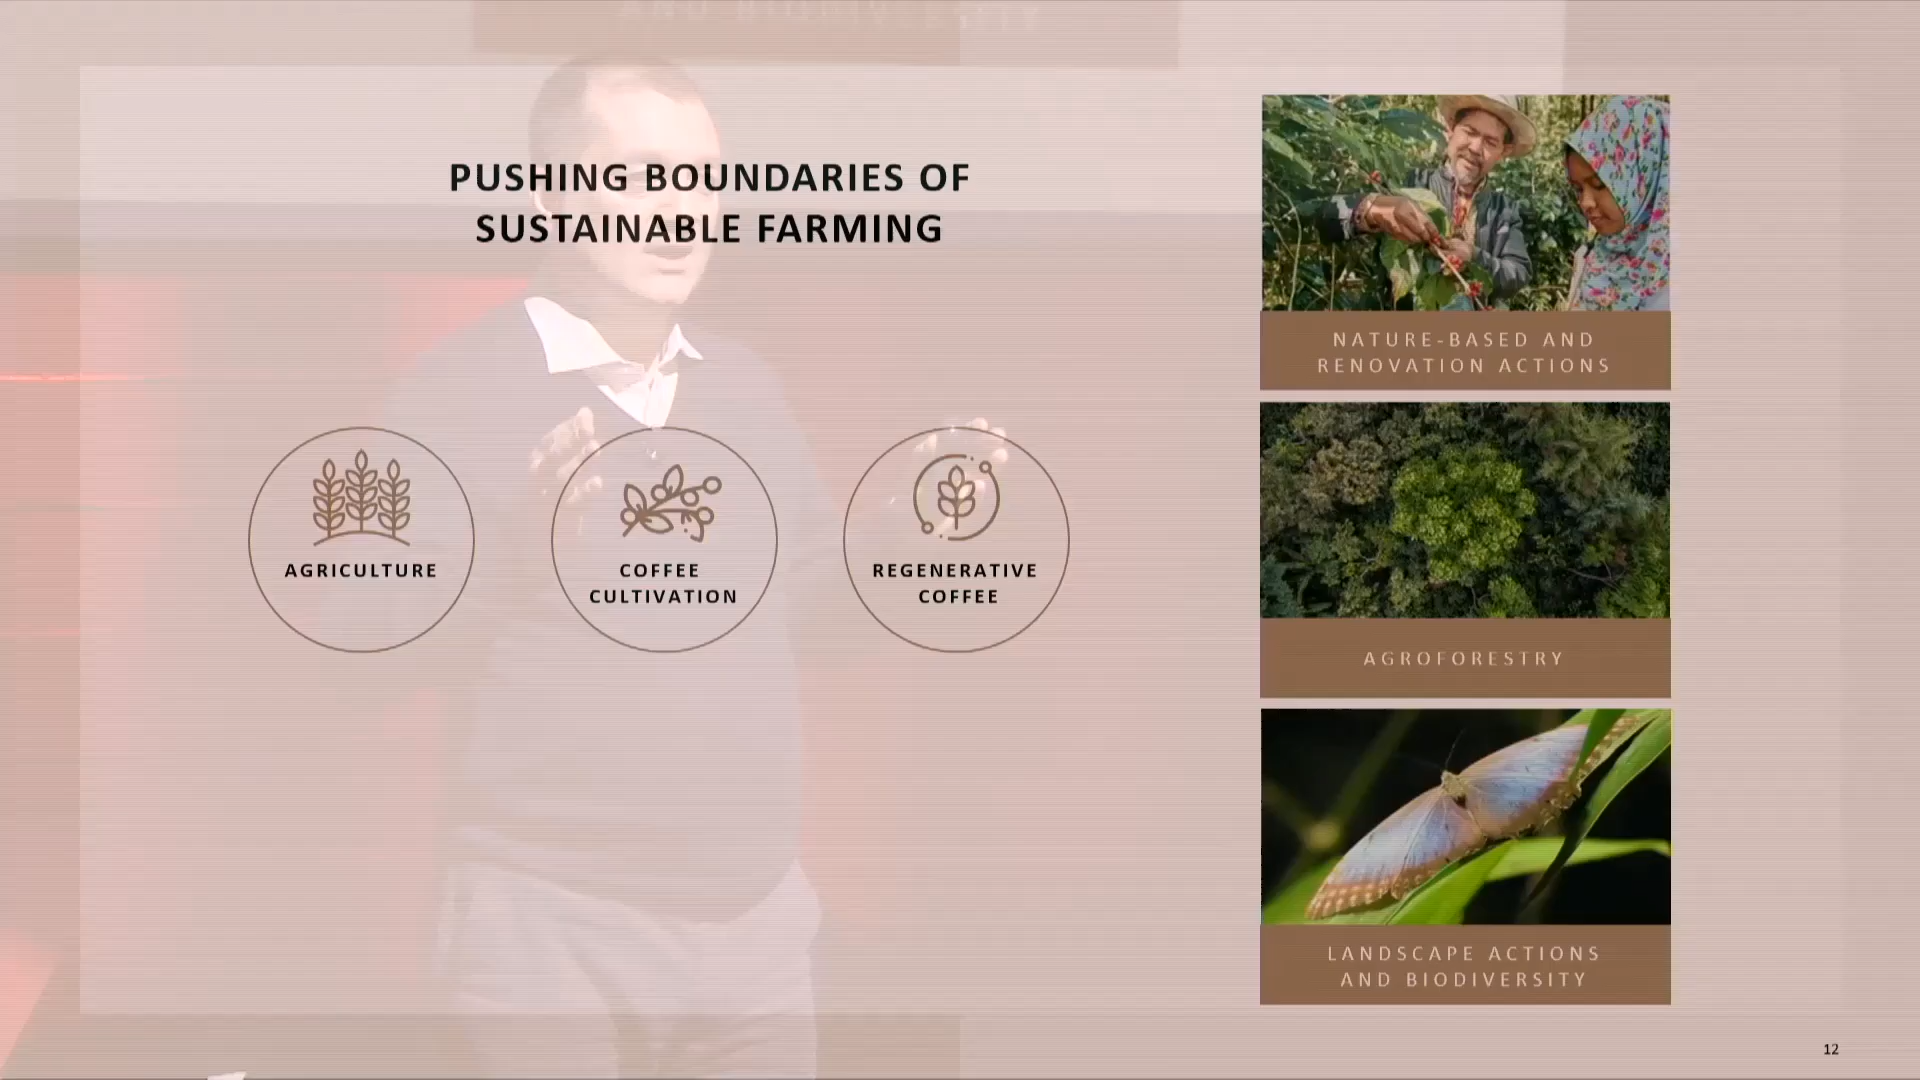 PUSHING BOUNDARIES OF
SUSTAINABLE FARMING
AGRICULTURE
COFFEE
CULTIVATION
REGENERATIVE
COFFEE
NATURE-BASED AND
RENOVATION ACTIONS
AGROFORESTRY
LANDSCAPE ACTIONS
AND BIODIVERSITY
12